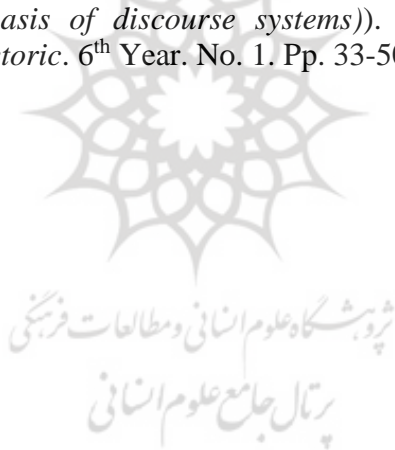 asis of discourse systems)).
toric. 6th Year. No. 1. Pp. 33-50
پژوهشگاه علوم انسانی و مطالعات فرهنگی
پرتال جامع علوم انسانی